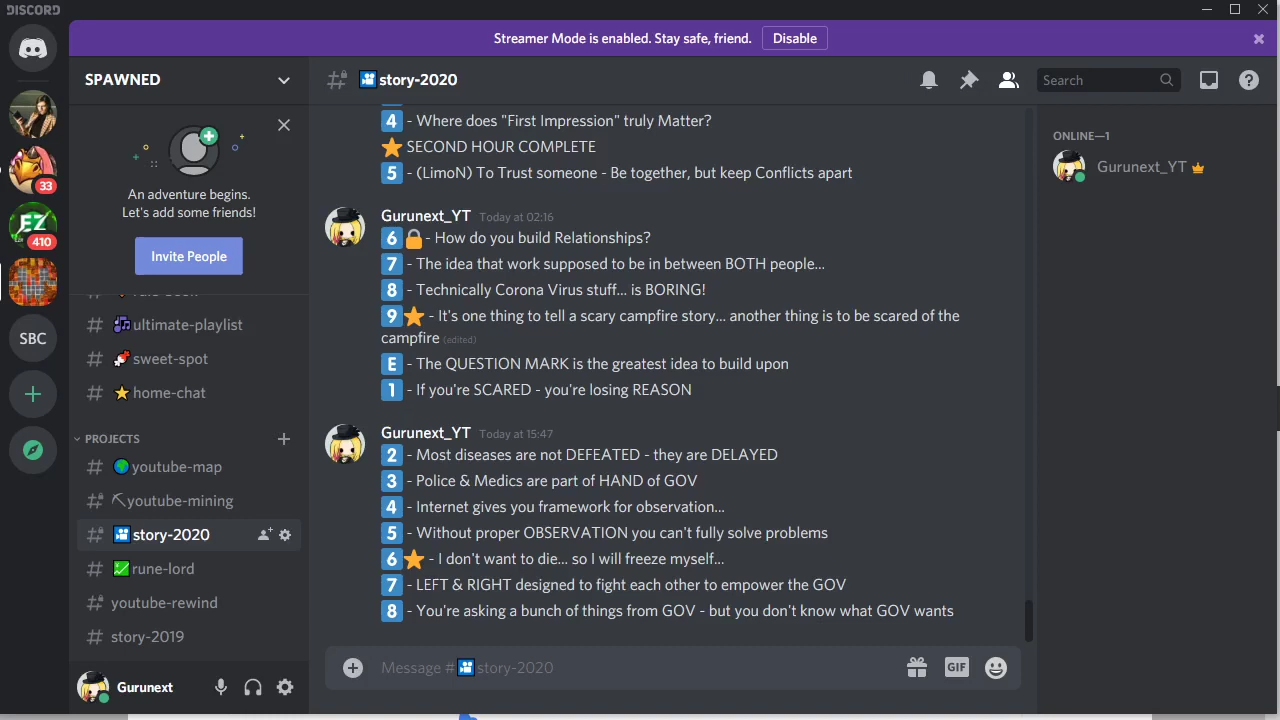 DISCORD
Streamer Mode is enabled. Stay safe, friend. Disable
33
EZ
410
SBC
SPAWNED
An adventure begins.
Let's add some friends!
Invite People
ultimate-playlist
sweet-spot
home-chat
PROJECTS
youtube-map
youtube-mining
story-2020
rune-lord
youtube-rewind
story-2019
Gurunext
story-2020
Search
4 - Where does "First Impression" truly Matter?
SECOND HOUR COMPLETE
5 - (LimoN) To Trust someone - Be together, but keep Conflicts apart
Gurunext_YT Today at 02:16
6 - How do you build Relationships?
7 - The idea that work supposed to be in between BOTH people...
8 - Technically Corona Virus stuff... is BORING!
9 - It's one thing to tell a scary campfire story... another thing is to be scared of the
campfire (edited)
E - The QUESTION MARK is the greatest idea to build upon
1 - If you're SCARED - you're losing REASON
Gurunext_YT Today at 15:47
2 - Most diseases are not DEFEATED - they are DELAYED
3 - Police & Medics are part of HAND of GOV
4 - Internet gives you framework for observation...
5 - Without proper OBSERVATION you can't fully solve problems
6 - I don't want to die... so I will freeze myself...
7 - LEFT & RIGHT designed to fight each other to empower the GOV
8 - You're asking a bunch of things from GOV - but you don't know what GOV wants
Message # story-2020
GIF
ONLINE—1
Gurunext_YT